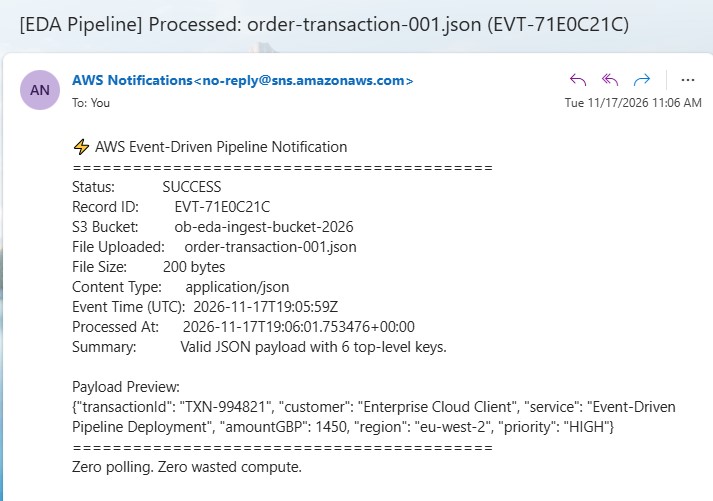 [EDA Pipeline] Processed: order-transaction-001.json (EVT-71E0C21C)
AN
AWS Notifications<no-reply@sns.amazonaws.com>
To: You
Tue 11/17/2026 11:06 AM
⚡ AWS Event-Driven Pipeline Notification
==========================================
Status: SUCCESS
Record ID: EVT-71E0C21C
S3 Bucket: ob-eda-ingest-bucket-2026
File Uploaded: order-transaction-001.json
File Size: 200 bytes
Content Type: application/json
Event Time (UTC): 2026-11-17T19:05:59Z
Processed At: 2026-11-17T19:06:01.753476+00:00
Summary: Valid JSON payload with 6 top-level keys.
Payload Preview:
{"transactionId": "TXN-994821", "customer": "Enterprise Cloud Client", "service": "Event-Driven
Pipeline Deployment", "amountGBP": 1450, "region": "eu-west-2", "priority": "HIGH"}
==========================================
Zero polling. Zero wasted compute.